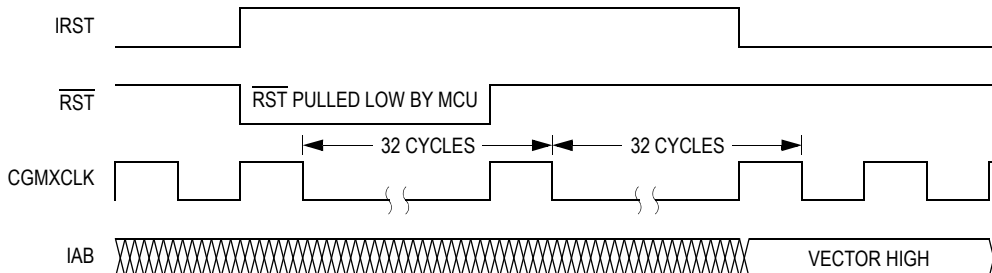 IRST
RST
RST PULLED LOW BY MCU
32 CYCLES
32 CYCLES
CGMXCLK
IAB
VECTOR HIGH